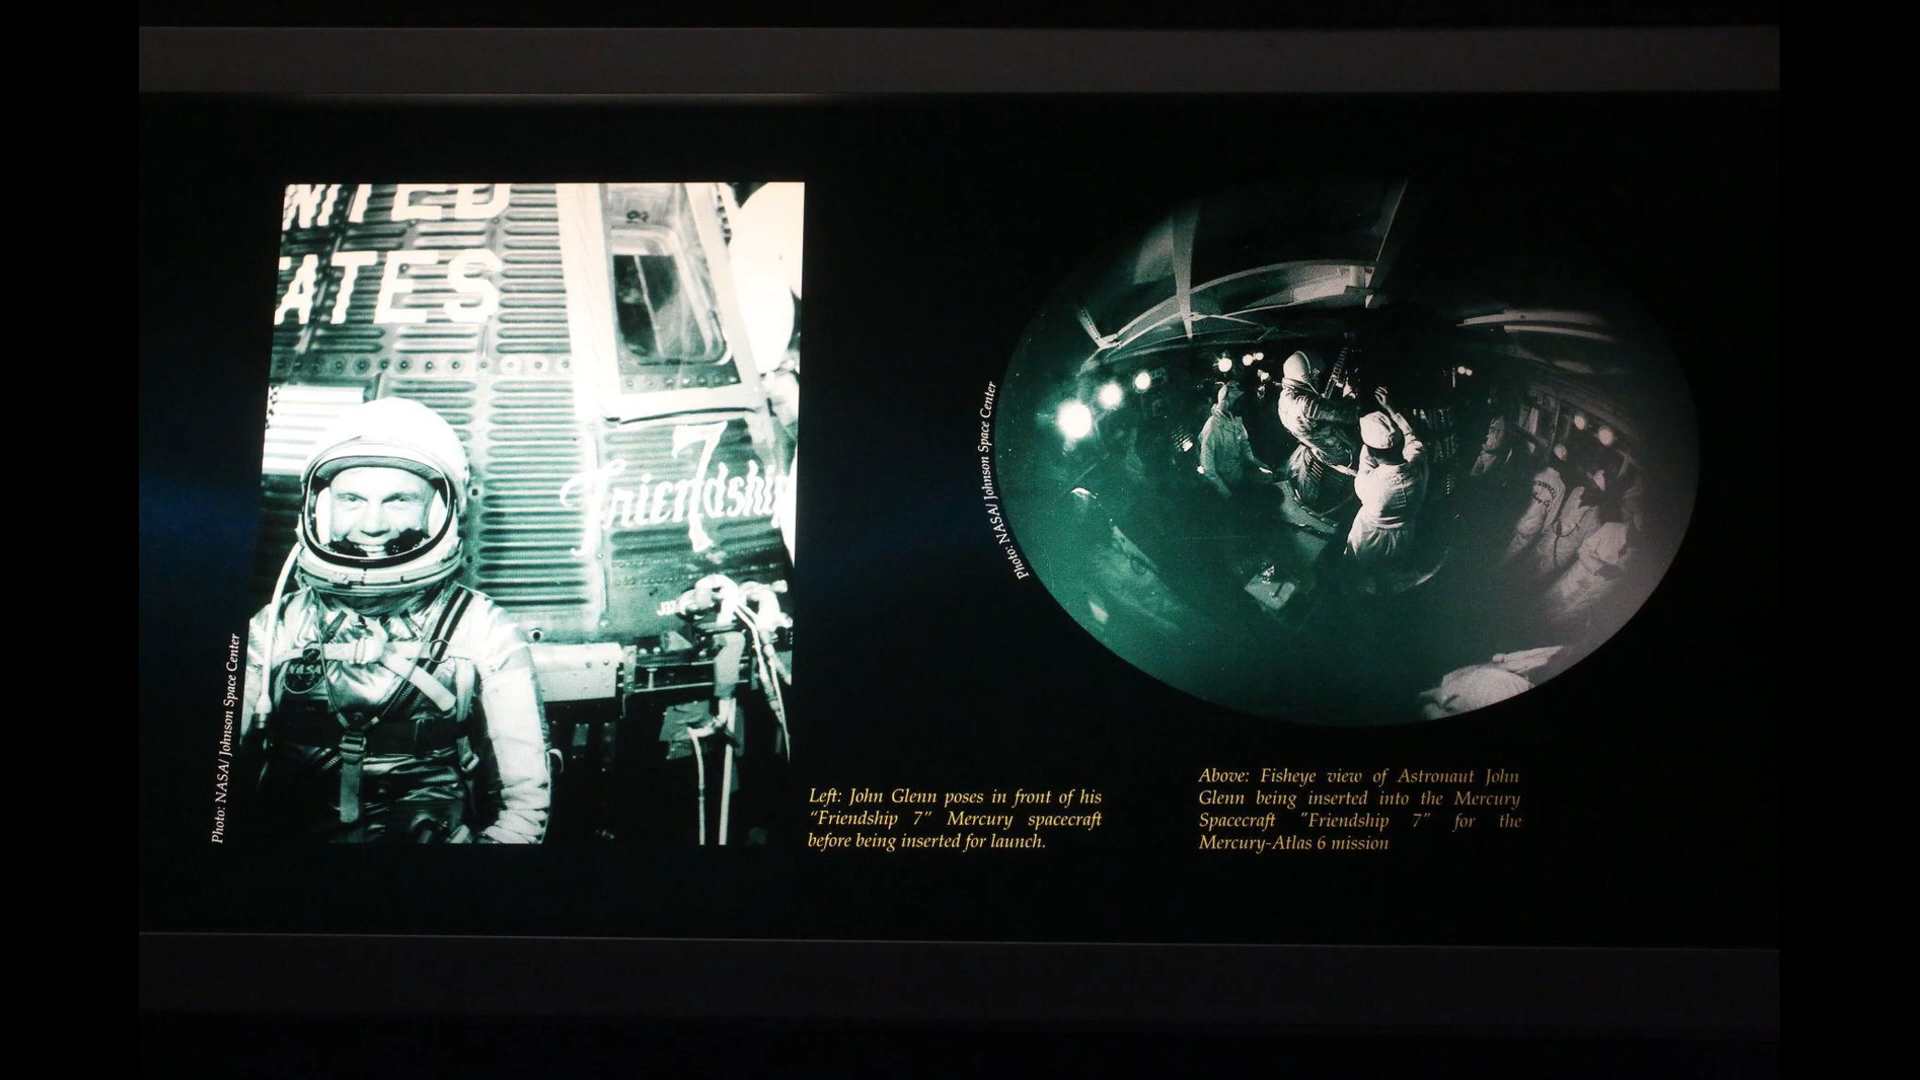 NITED
TATES
7
Friendship
NASA
Photo: NASA/ Johnson Space Center
Left: John Glenn poses in front of his
“Friendship 7” Mercury spacecraft
before being inserted for launch.
Photo: NASA/ Johnson Space Center
Above: Fisheye view of Astronaut John
Glenn being inserted into the Mercury
Spacecraft "Friendship 7" for the
Mercury-Atlas 6 mission